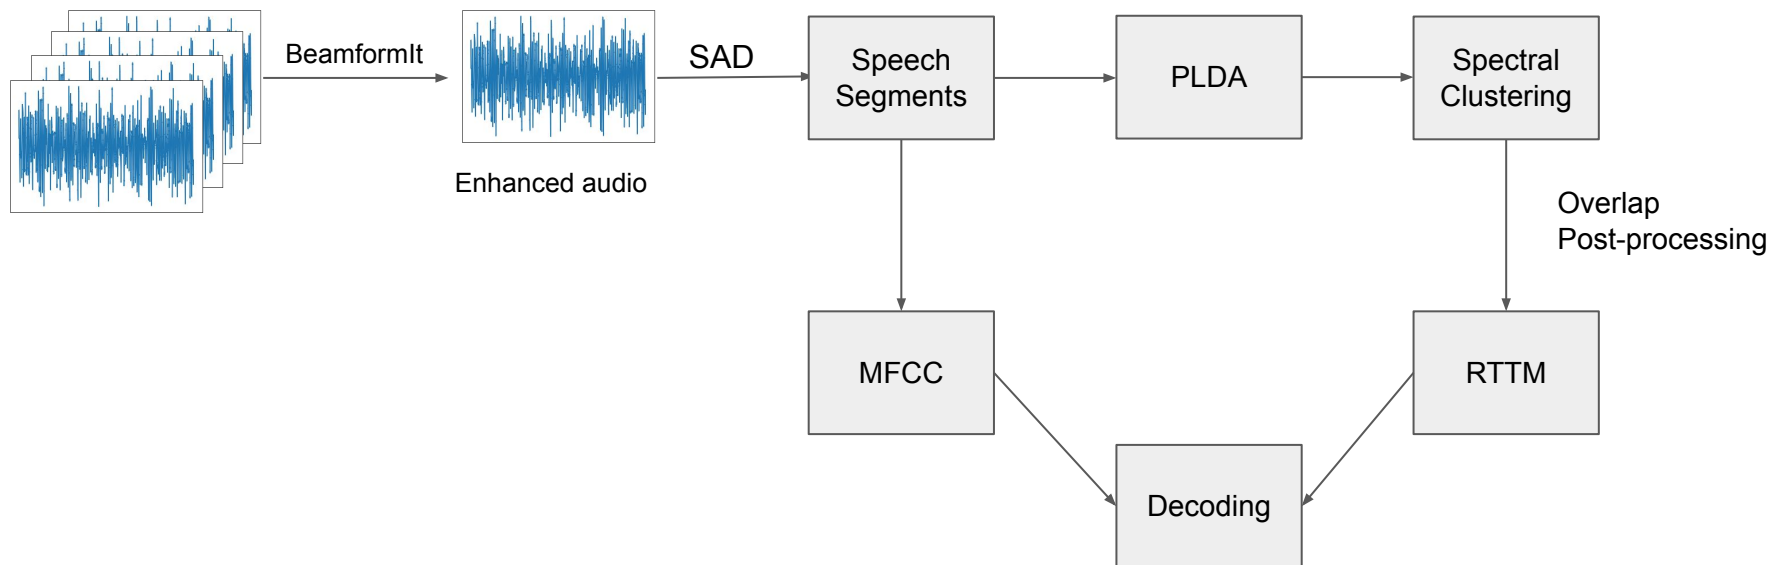 BeamformIt
SAD
Speech
Segments
PLDA
Spectral
Clustering
Enhanced audio
Overlap
Post-processing
MFCC
RTTM
Decoding